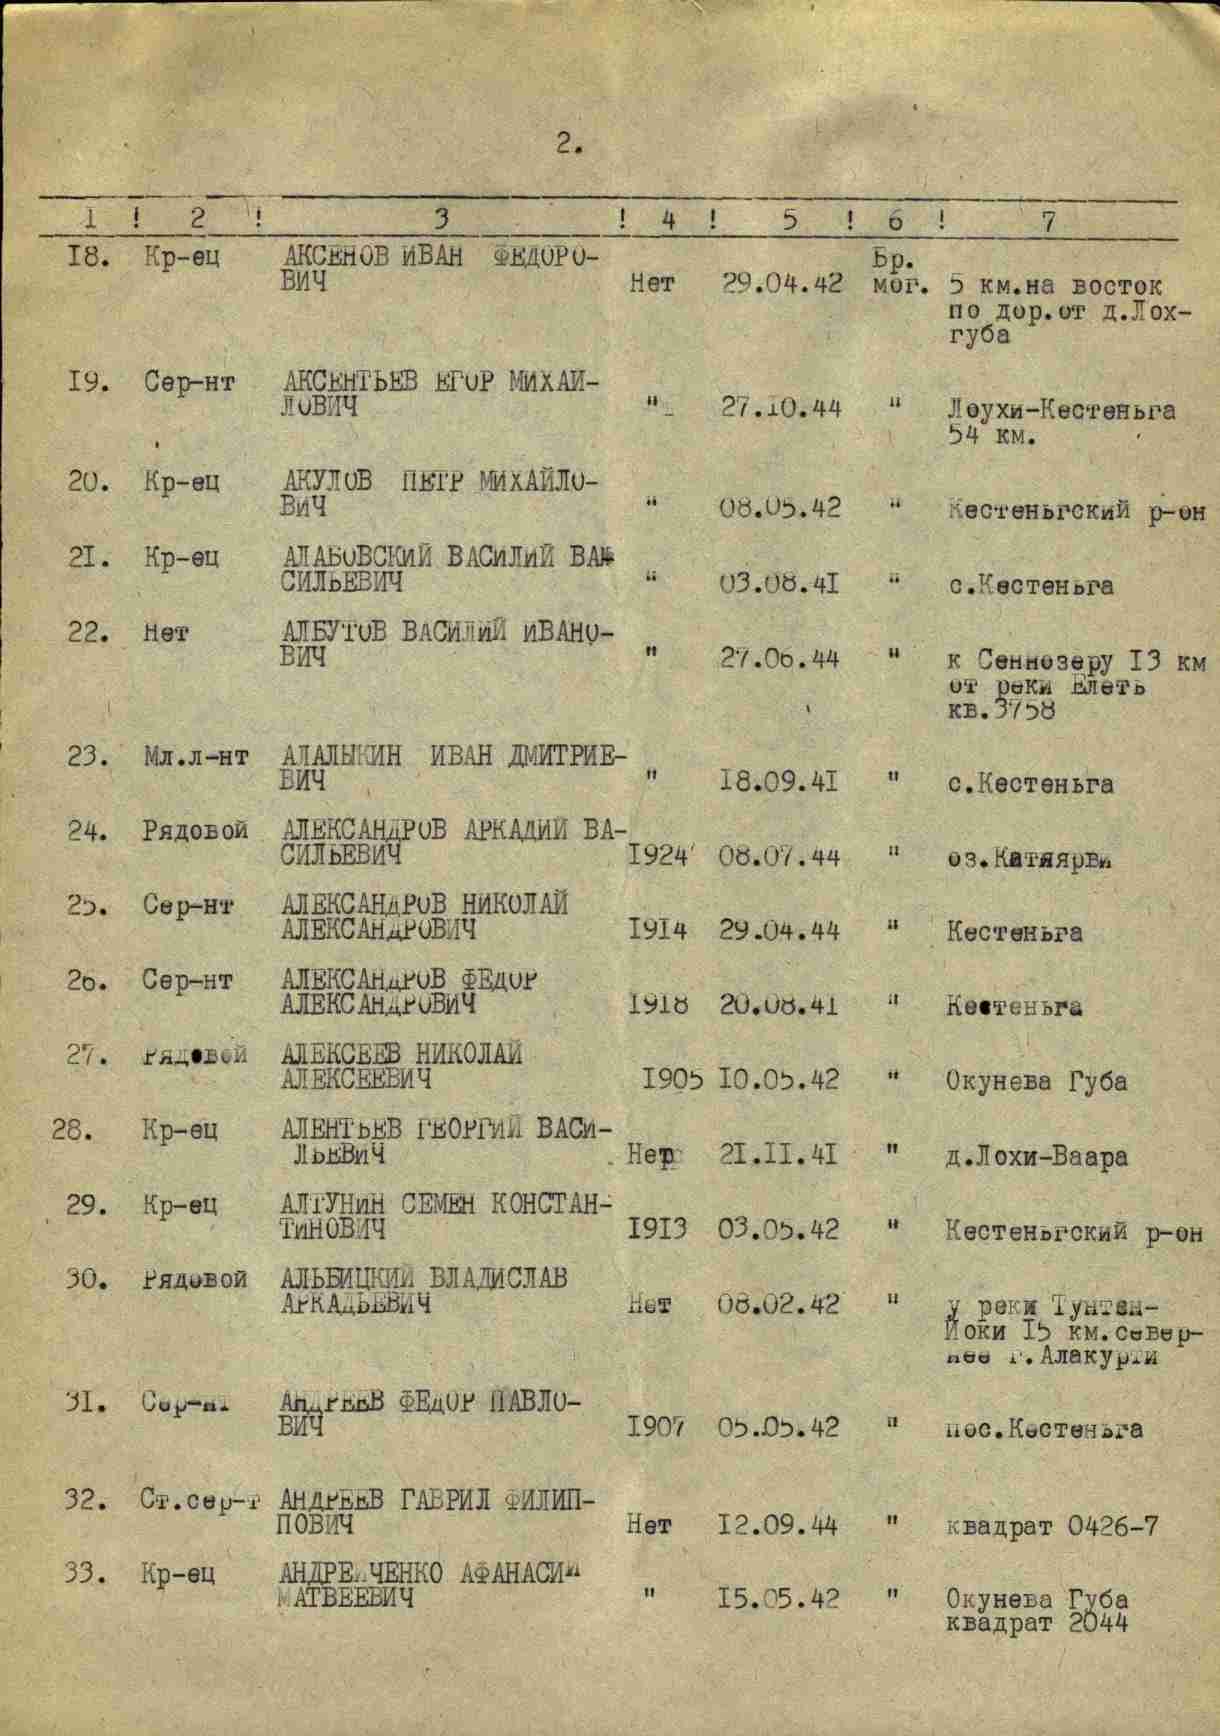 2.
1 ! 2 ! 3 ! 4 ! 5 ! 6 ! 7
18. Кр-ец АКСЕНОВ ИВАН ФЕДОРО- Бр.
ВИЧ Нет 29.04.42 мог. 5 км.на восток
по дор.от д.Лох-
губа
19. Сер-нт АКСЕНТЬЕВ ЕГОР МИХАЙ-
ЛОВИЧ " 27.10.44 " Лоухи-Кестеньга
54 км.
20. Кр-ец АКУЛОВ ПЕТР МИХАЙЛО-
ВИЧ " 08.05.42 " Кестеньгский р-он
21. Кр-ец АЛАБОВСКИЙ ВАСИЛИЙ ВА-
СИЛЬЕВИЧ " 03.08.41 " с.Кестеньга
22. Нет АЛБУТОВ ВАСИЛИЙ ИВАНО-
ВИЧ " 27.06.44 " к Сеннозеру 13 км
от реки Елеть
кв.3758
23. Мл.л-нт АЛАЛЫКИН ИВАН ДМИТРИЕ-
ВИЧ " 18.09.41 " с.Кестеньга
24. Рядовой АЛЕКСАНДРОВ АРКАДИЙ ВА-
СИЛЬЕВИЧ 1924 08.07.44 " оз.Катяярви
25. Сер-нт АЛЕКСАНДРОВ НИКОЛАЙ
АЛЕКСАНДРОВИЧ 1914 29.04.44 " Кестеньга
26. Сер-нт АЛЕКСАНДРОВ ФЕДОР
АЛЕКСАНДРОВИЧ 1918 20.08.41 " Кестеньга
27. Рядовой АЛЕКСЕЕВ НИКОЛАЙ
АЛЕКСЕЕВИЧ 1905 10.05.42 " Окунева Губа
28. Кр-ец АЛЕНТЬЕВ ГЕОРГИЙ ВАСИ-
ЛЬЕВИЧ Нет 21.11.41 " д.Лохи-Ваара
29. Кр-ец АЛТУНИН СЕМЕН КОНСТАН-
ТИНОВИЧ 1913 03.05.42 " Кестеньгский р-он
30. Рядовой АЛЬБИЦКИЙ ВЛАДИСЛАВ
АРКАДЬЕВИЧ Нет 08.02.42 " у реки Тунтен-
Йоки 15 км.север-
нее г.Алакурти
31. Сер-нт АНДРЕЕВ ФЕДОР ПАВЛО-
ВИЧ 1907 05.05.42 " пос.Кестеньга
32. Ст.сер-т АНДРЕЕВ ГАВРИЛ ФИЛИП-
ПОВИЧ Нет 12.09.44 " квадрат 0426-7
33. Кр-ец АНДРЕЙЧЕНКО АФАНАСИЙ
МАТВЕЕВИЧ " 15.05.42 " Окунева Губа
квадрат 2044